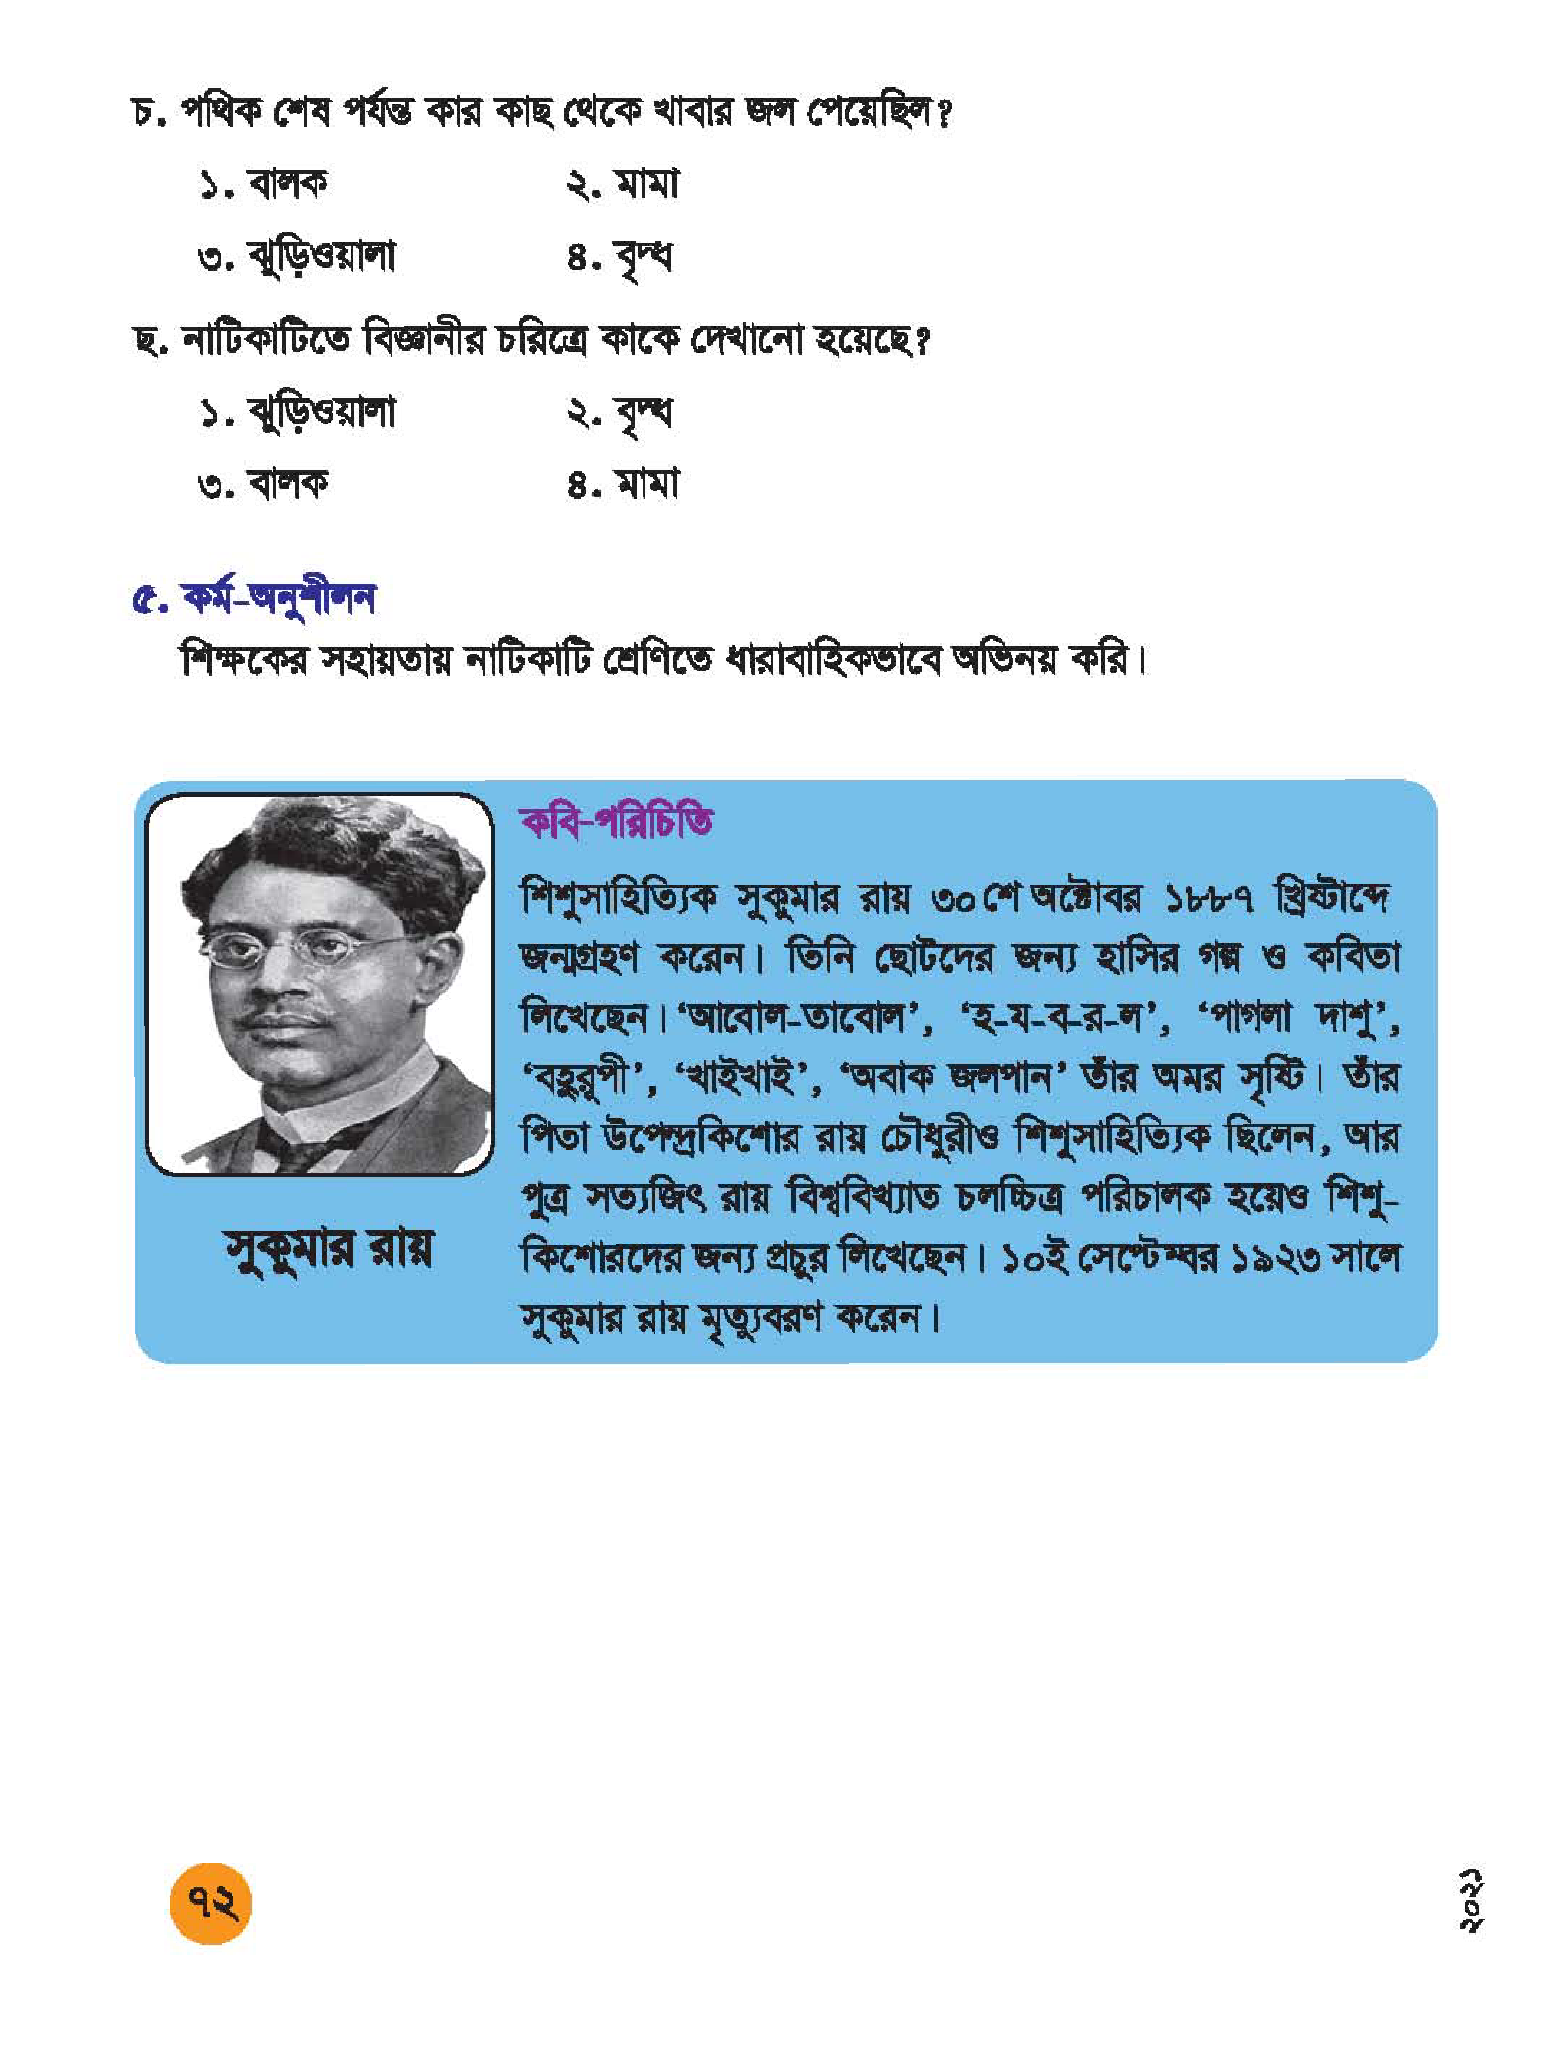 চ. পথিক শেষ পর্যন্ত কার কাছ থেকে খাবার জল পেয়েছিল?
১. বালক ২. মামা
৩. ঝুড়িওয়ালা ৪. বৃদ্ধ
ছ. নাটিকাটিতে বিজ্ঞানীর চরিত্রে কাকে দেখানো হয়েছে?
১. ঝুড়িওয়ালা ২. বৃদ্ধ
৩. বালক ৪. মামা
৫. কর্ম-অনুশীলন
শিক্ষকের সহায়তায় নাটিকাটি শ্রেণিতে ধারাবাহিকভাবে অভিনয় করি।
কবি-পরিচিতি
শিশুসাহিত্যিক সুকুমার রায় ৩০শে অক্টোবর ১৮৮৭ খ্রিষ্টাব্দে
জন্মগ্রহণ করেন। তিনি ছোটদের জন্য হাসির গল্প ও কবিতা
লিখেছেন। ‘আবোল-তাবোল’, ‘হ-য-ব-র-ল’, ‘পাগলা দাশু’,
‘বহুরূপী’, ‘খাইখাই’, ‘অবাক জলপান’ তাঁর অমর সৃষ্টি। তাঁর
পিতা উপেন্দ্রকিশোর রায় চৌধুরীও শিশুসাহিত্যিক ছিলেন, আর
পুত্র সত্যজিৎ রায় বিশ্ববিখ্যাত চলচ্চিত্র পরিচালক হয়েও শিশু-
কিশোরদের জন্য প্রচুর লিখেছেন। ১০ই সেপ্টেম্বর ১৯২৩ সালে
সুকুমার রায় মৃত্যুবরণ করেন।
সুকুমার রায়
৭২
২০২১